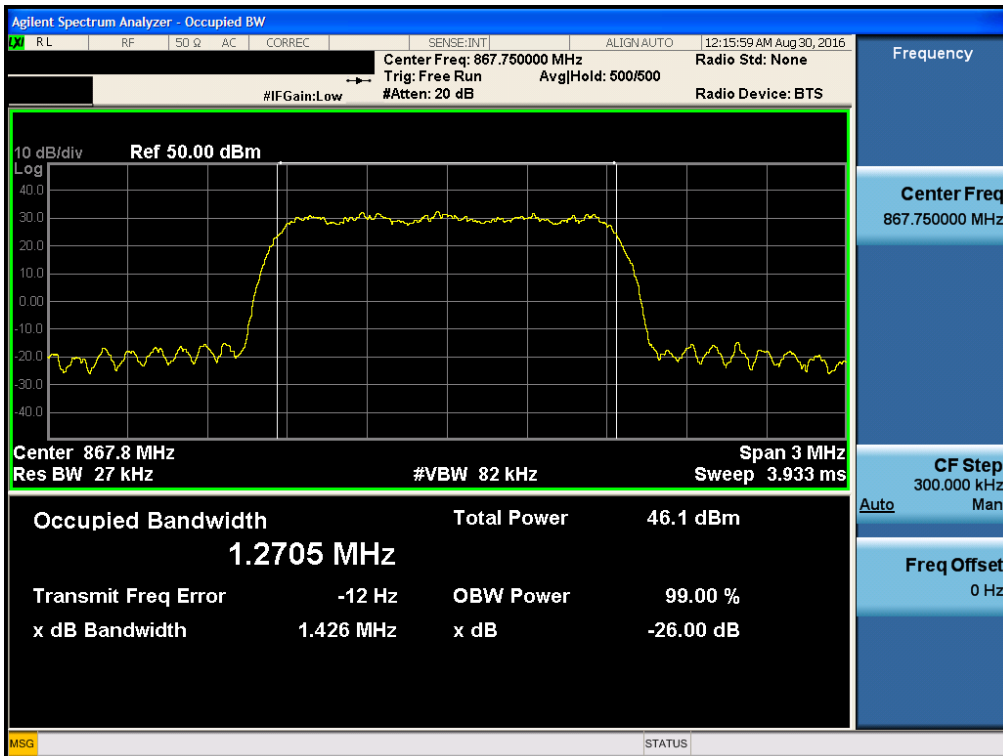 Agilent Spectrum Analyzer - Occupied BW
LXI RL RF 50 Ω AC CORREC SENSE:INT ALIGN AUTO 12:15:59 AM Aug 30, 2016
Center Freq: 867.750000 MHz Radio Std: None
Trig: Free Run Avg|Hold: 500/500
#IFGain:Low #Atten: 20 dB Radio Device: BTS
10 dB/div Ref 50.00 dBm
Log
40.0
30.0
20.0
10.0
0.00
-10.0
-20.0
-30.0
-40.0
Center 867.8 MHz Span 3 MHz
Res BW 27 kHz #VBW 82 kHz Sweep 3.933 ms
Occupied Bandwidth Total Power 46.1 dBm
1.2705 MHz
Transmit Freq Error -12 Hz OBW Power 99.00 %
x dB Bandwidth 1.426 MHz x dB -26.00 dB
Frequency
Center Freq
867.750000 MHz
CF Step
300.000 kHz
Auto Man
Freq Offset
0 Hz
MSG STATUS